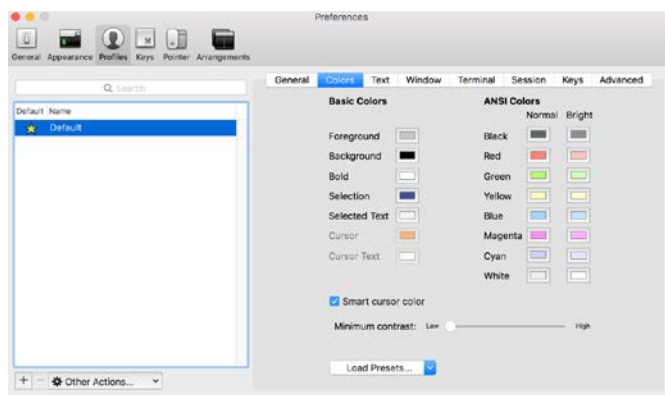 Preferences
General Appearance Profiles Keys Pointer Arrangements
Search
Default Name
Default
Other Actions...
General Colors Text Window Terminal Session Keys Advanced
Basic Colors
Foreground
Background
Bold
Selection
Selected Text
Cursor
Cursor Text
ANSI Colors
Normal Bright
Black
Red
Green
Yellow
Blue
Magenta
Cyan
White
Smart cursor color
Minimum contrast: Low High
Load Presets...